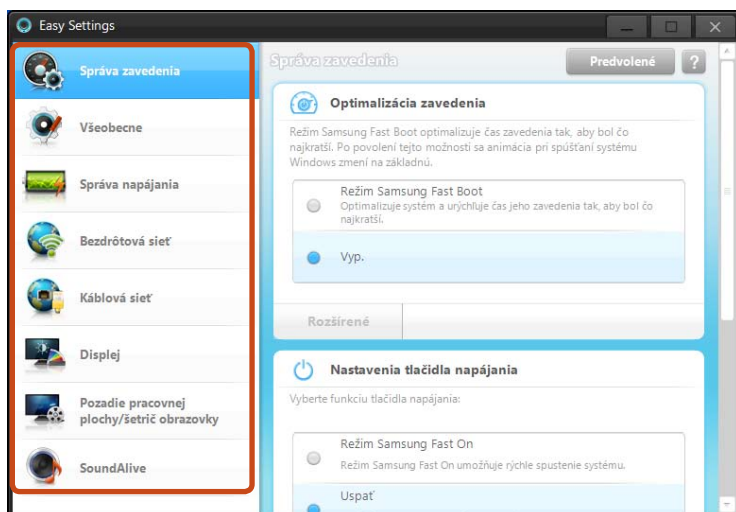 Easy Settings
Správa zavedenia
Všeobecne
Správa napájania
Bezdrôtová sieť
Káblová sieť
Displej
Pozadie pracovnej
plochy/šetrič obrazovky
SoundAlive
Správa zavedenia
Predvolené
?
Optimalizácia zavedenia
Režim Samsung Fast Boot optimalizuje čas zavedenia tak, aby bol čo
najkratší. Po povolení tejto možnosti sa animácia pri spúšťaní systému
Windows zmení na základnú.
Režim Samsung Fast Boot
Optimalizuje systém a urýchľuje čas jeho zavedenia tak, aby bol čo
najkratší.
Vyp.
Rozšírené
Nastavenia tlačidla napájania
Vyberte funkciu tlačidla napájania:
Režim Samsung Fast On
Režim Samsung Fast On umožňuje rýchle spustenie systému.
Uspať